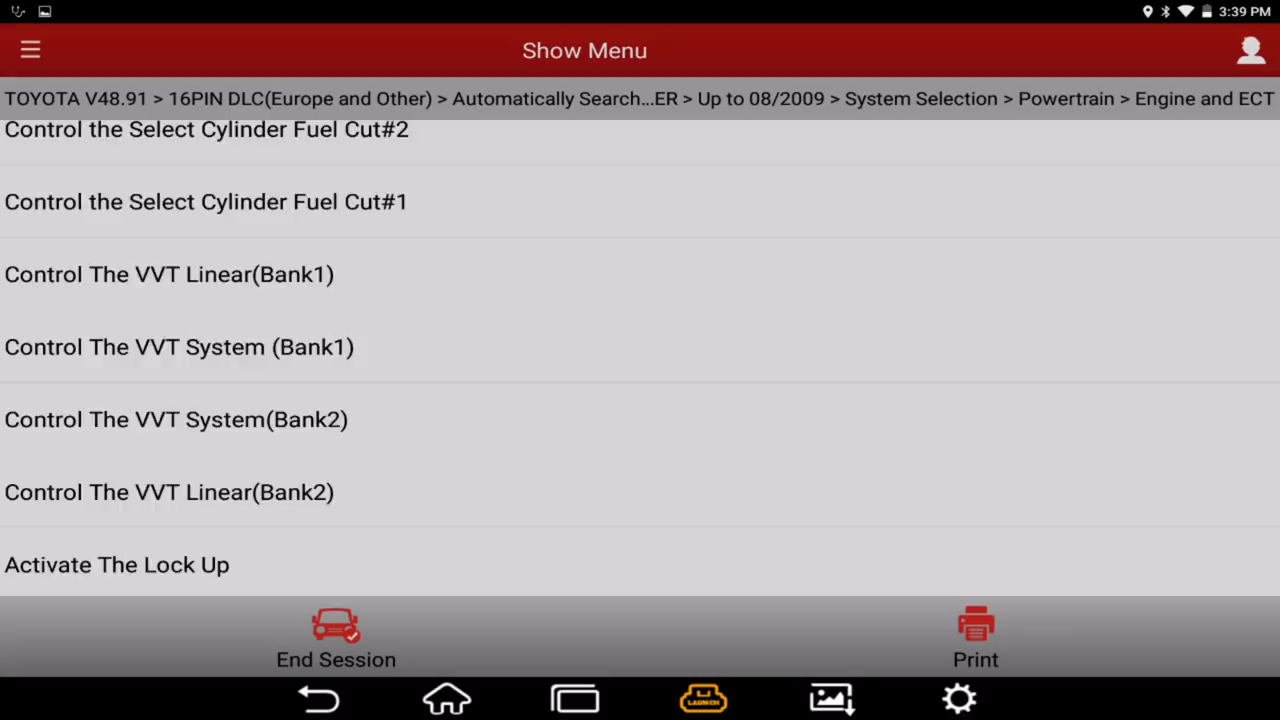 3:39 PM
Show Menu
TOYOTA V48.91 > 16PIN DLC(Europe and Other) > Automatically Search...ER > Up to 08/2009 > System Selection > Powertrain > Engine and ECT
Control the Select Cylinder Fuel Cut#2
Control the Select Cylinder Fuel Cut#1
Control The VVT Linear(Bank1)
Control The VVT System (Bank1)
Control The VVT System(Bank2)
Control The VVT Linear(Bank2)
Activate The Lock Up
End Session
Print
LAUNCH